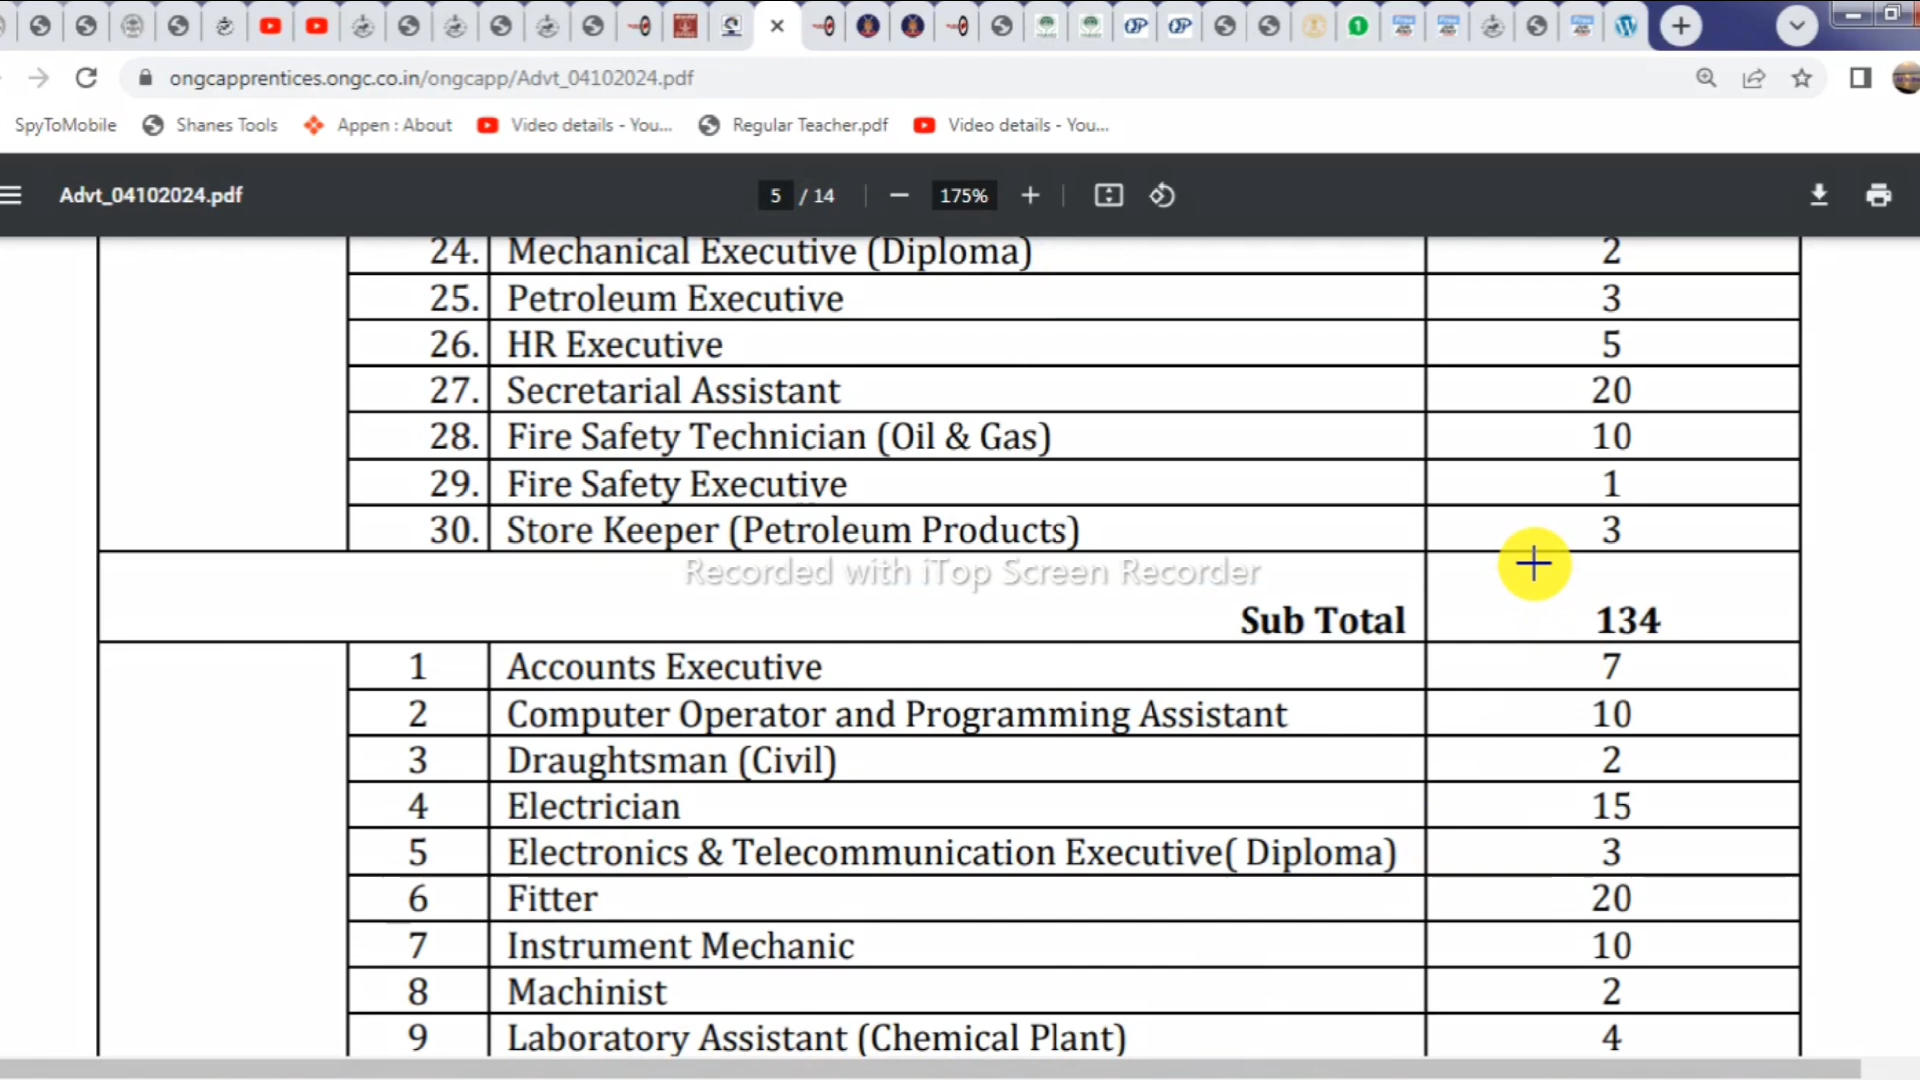 ongcapprentices.ongc.co.in/ongcapp/Advt_04102024.pdf
SpyToMobile Shanes Tools Appen : About Video details - You... Regular Teacher.pdf Video details - You...
Advt_04102024.pdf 5 / 14 175%
24. Mechanical Executive (Diploma) 2
25. Petroleum Executive 3
26. HR Executive 5
27. Secretarial Assistant 20
28. Fire Safety Technician (Oil & Gas) 10
29. Fire Safety Executive 1
30. Store Keeper (Petroleum Products) 3
Recorded with iTop Screen Recorder
Sub Total 134
1 Accounts Executive 7
2 Computer Operator and Programming Assistant 10
3 Draughtsman (Civil) 2
4 Electrician 15
5 Electronics & Telecommunication Executive( Diploma) 3
6 Fitter 20
7 Instrument Mechanic 10
8 Machinist 2
9 Laboratory Assistant (Chemical Plant) 4